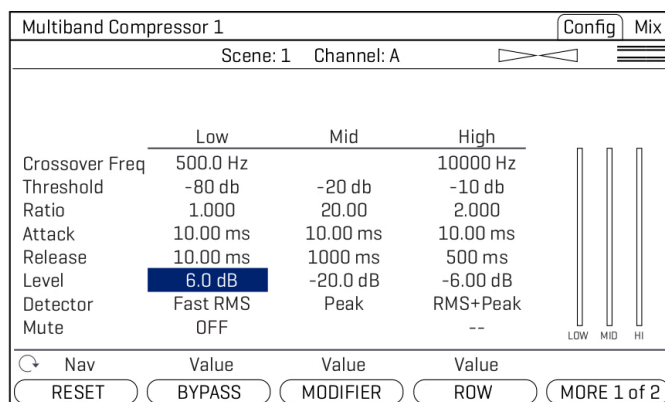 Multiband Compressor 1 Config Mix
Scene: 1 Channel: A
Low Mid High
Crossover Freq 500.0 Hz 10000 Hz
Threshold -80 db -20 db -10 db
Ratio 1.000 20.00 2.000
Attack 10.00 ms 10.00 ms 10.00 ms
Release 10.00 ms 1000 ms 500 ms
Level 6.0 dB -20.0 dB -6.00 dB
Detector Fast RMS Peak RMS+Peak
Mute OFF --
LOW MID HI
Nav Value Value Value
RESET BYPASS MODIFIER ROW MORE 1 of 2